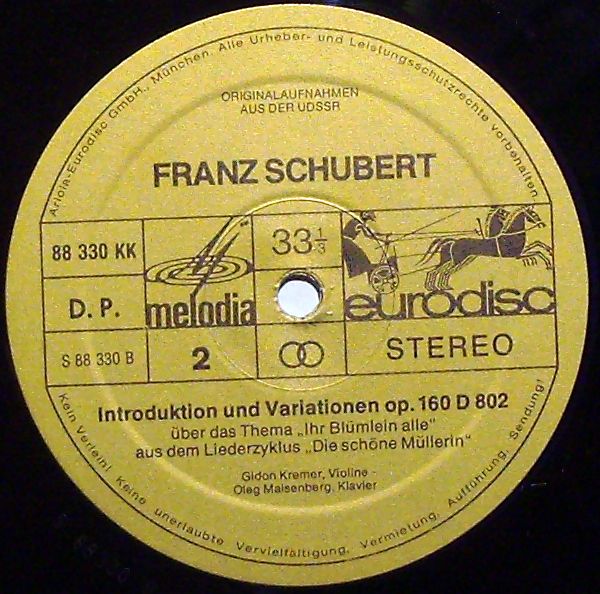 Ariola-Eurodisc GmbH., München. Alle Urheber- und Leistungsschutzrechte vorbehalten
ORIGINALAUFNAHMEN
AUS DER UDSSR
FRANZ SCHUBERT
88 330 KK
33 1/3
D. P.
melodia
eurodisc
S 88 330 B
2
STEREO
Introduktion und Variationen op. 160 D 802
über das Thema „Ihr Blümlein alle"
aus dem Liederzyklus „Die schöne Müllerin"
Gidon Kremer, Violine -
Oleg Maisenberg, Klavier
Kein Verleih! Keine unerlaubte Vervielfältigung, Vermietung, Aufführung, Sendung!